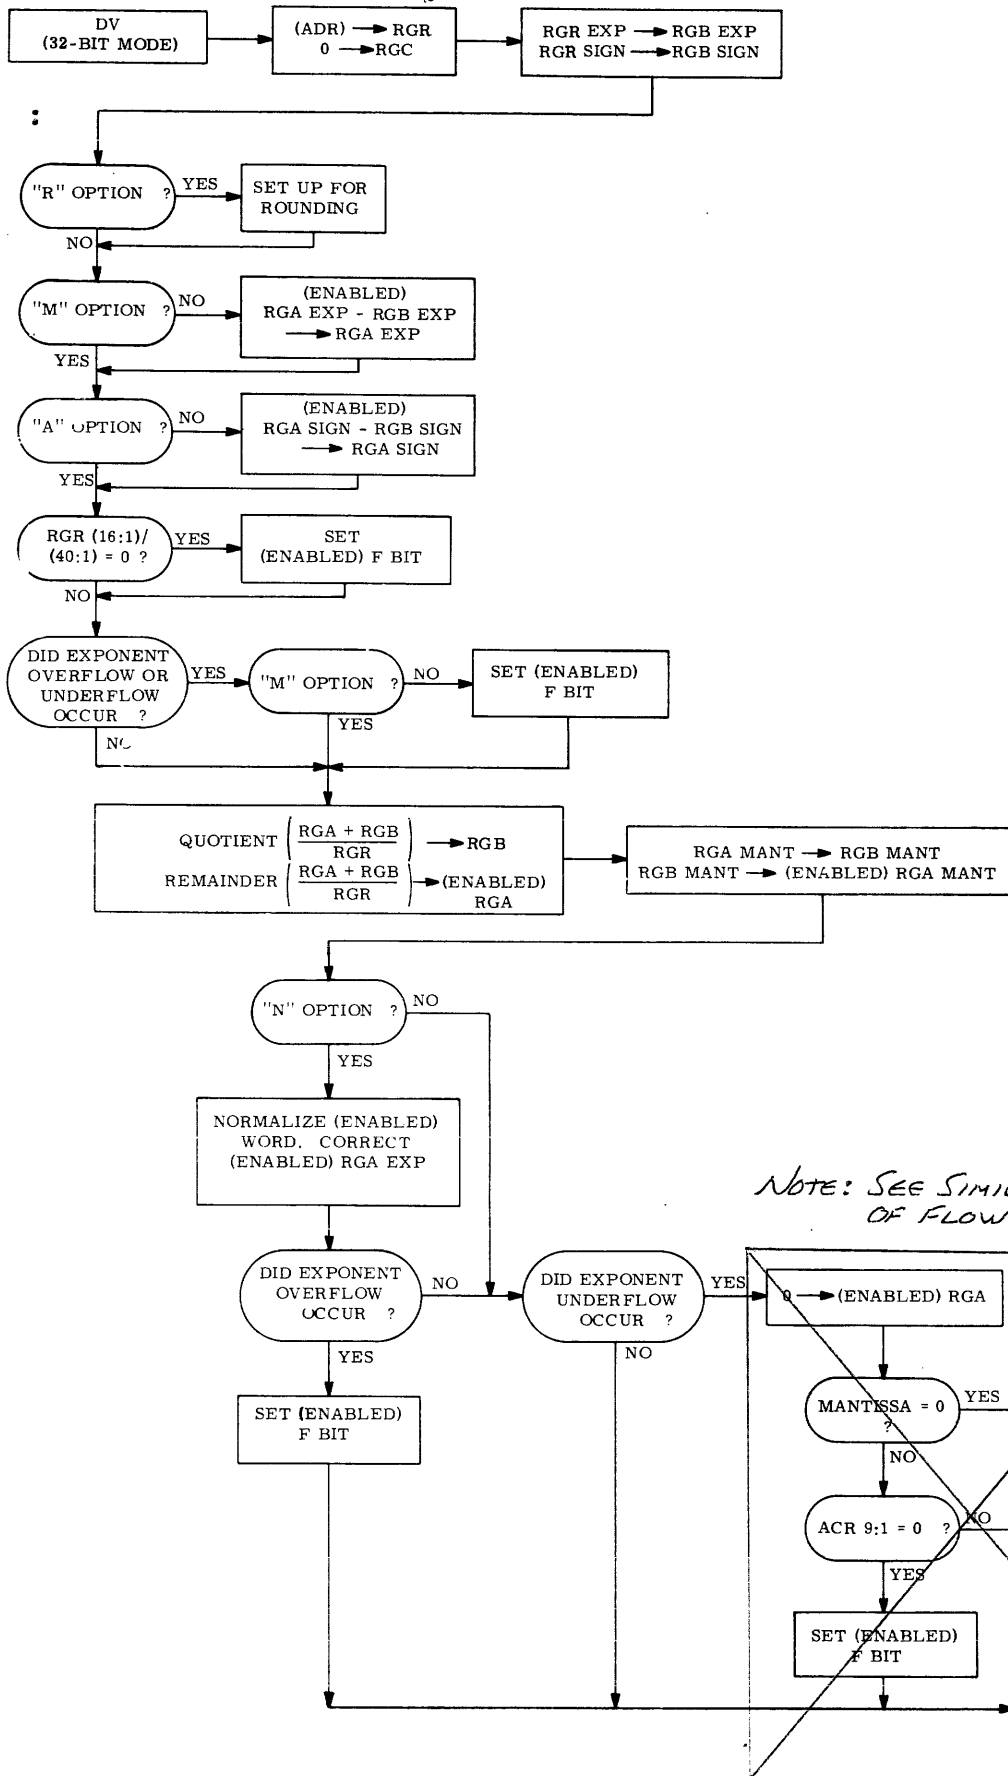 DV
(32-BIT MODE)
(ADR) → RGR
0 → RGC
RGR EXP → RGB EXP
RGR SIGN → RGB SIGN
:
"R" OPTION ?
YES
SET UP FOR
ROUNDING
NO
"M" OPTION ?
NO
(ENABLED)
RGA EXP - RGB EXP
→ RGA EXP
YES
"A" OPTION ?
NO
(ENABLED)
RGA SIGN - RGB SIGN
→ RGA SIGN
YES
RGR (16:1)/
(40:1) = 0 ?
YES
SET
(ENABLED) F BIT
NO
DID EXPONENT
OVERFLOW OR
UNDERFLOW
OCCUR ?
YES
"M" OPTION ?
NO
SET (ENABLED)
F BIT
NO
YES
QUOTIENT (RGA + RGB / RGR) → RGB
REMAINDER (RGA + RGB / RGR) → (ENABLED)
RGA
RGA MANT → RGB MANT
RGB MANT → (ENABLED) RGA MANT
"N" OPTION ?
NO
YES
NORMALIZE (ENABLED)
WORD. CORRECT
(ENABLED) RGA EXP
NOTE: SEE
OF FLOW
DID EXPONENT
OVERFLOW
OCCUR ?
NO
DID EXPONENT
UNDERFLOW
OCCUR ?
YES
0 → (ENABLED) RGA
YES
NO
SET (ENABLED)
F BIT
MANTISSA = 0
?
YES
NO
ACR 9:1 = 0 ?
NO
YES
SET (ENABLED)
F BIT